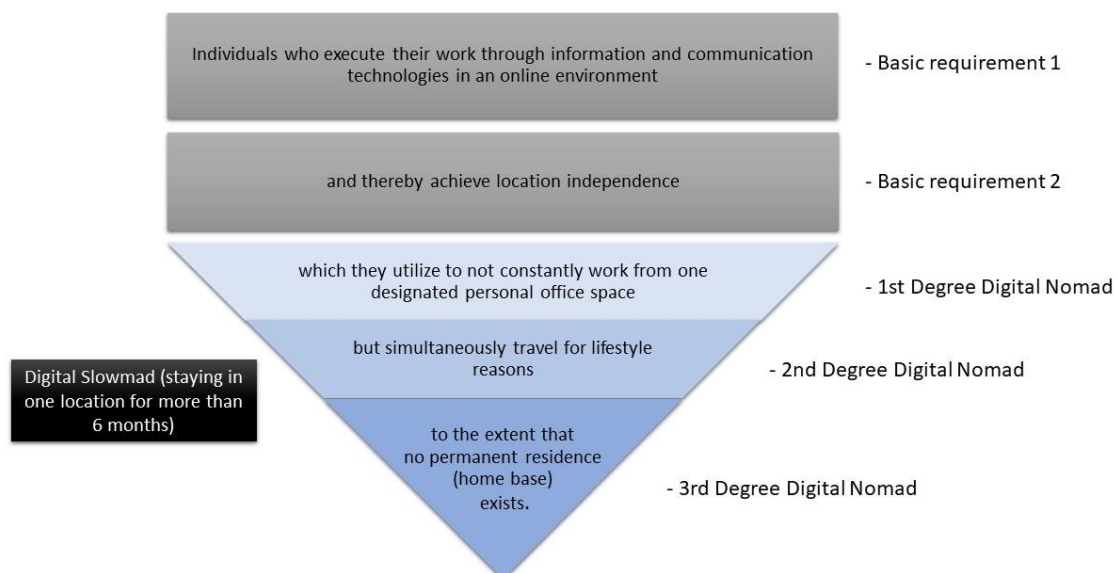 Individuals who execute their work through information and communication
technologies in an online environment
- Basic requirement 1
and thereby achieve location independence
- Basic requirement 2
which they utilize to not constantly work from one
designated personal office space
- 1st Degree Digital Nomad
but simultaneously travel for lifestyle
reasons
- 2nd Degree Digital Nomad
Digital Slowmad (staying in
one location for more than
6 months)
to the extent that
no permanent residence
(home base)
exists.
- 3rd Degree Digital Nomad